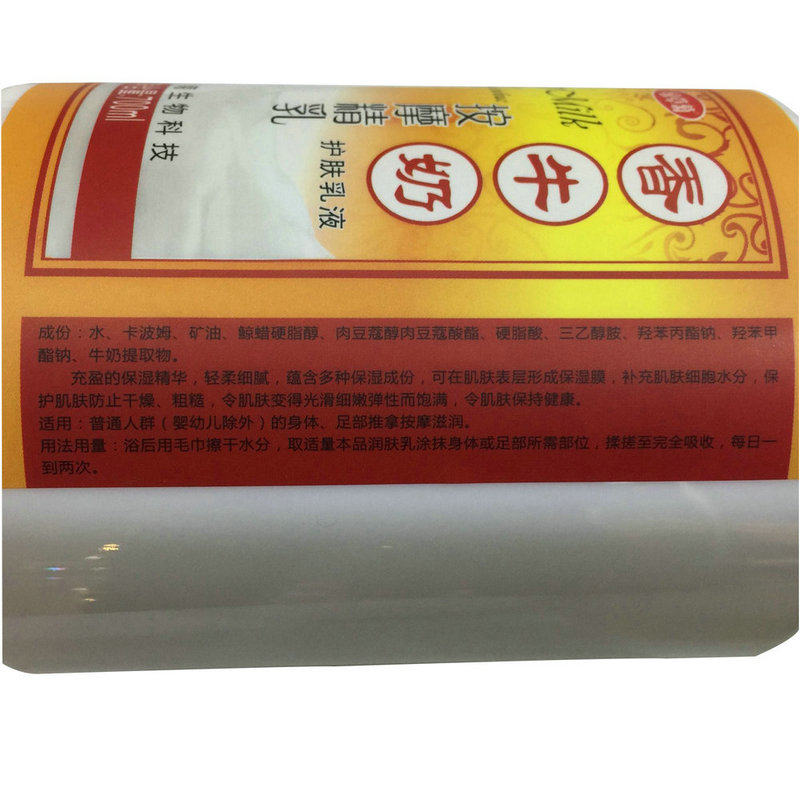 Milk
香牛奶
按摩精乳
护肤乳液
生物科技
700ml
成份：水、卡波姆、矿油、鲸蜡硬脂醇、肉豆蔻醇肉豆蔻酸酯、硬脂酸、三乙醇胺、羟苯丙酯钠、羟苯甲
酯钠、牛奶提取物。
充盈的保湿精华，轻柔细腻，蕴含多种保湿成份，可在肌肤表层形成保湿膜，补充肌肤细胞水分，保
护肌肤防止干燥、粗糙，令肌肤变得光滑细嫩弹性而饱满，令肌肤保持健康。
适用：普通人群（婴幼儿除外）的身体、足部推拿按摩滋润。
用法用量：浴后用毛巾擦干水分，取适量本品润肤乳涂抹身体或足部所需部位，揉搓至完全吸收，每日一
到两次。